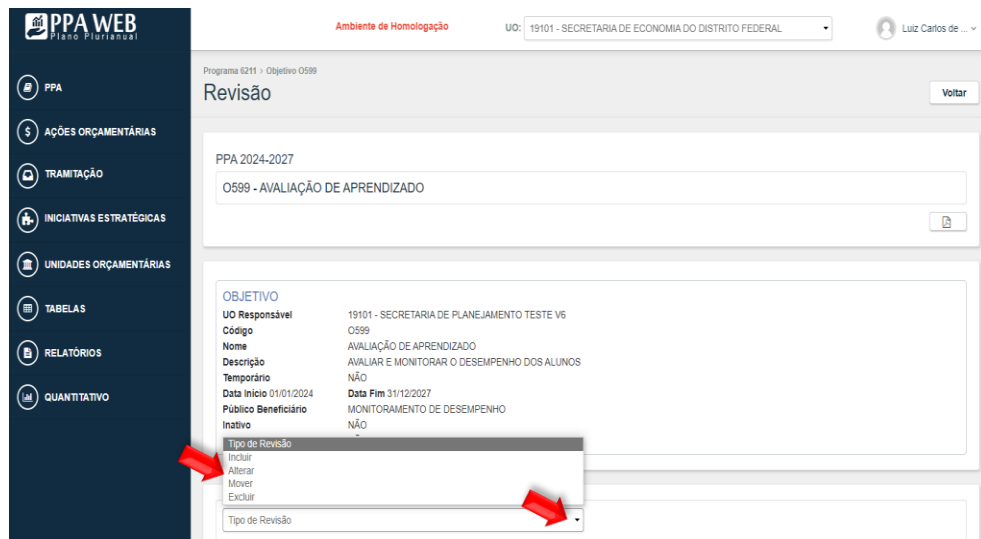 PPA WEB
Plano Plurianual
Ambiente de Homologação
UO: 19101 - SECRETARIA DE ECONOMIA DO DISTRITO FEDERAL
Luiz Carlos de ...
PPA
AÇÕES ORÇAMENTÁRIAS
TRAMITAÇÃO
INICIATIVAS ESTRATÉGICAS
UNIDADES ORÇAMENTÁRIAS
TABELAS
RELATÓRIOS
QUANTITATIVO
Programa 6211 > Objetivo O599
Revisão
Voltar
PPA 2024-2027
O599 - AVALIAÇÃO DE APRENDIZADO
OBJETIVO
UO Responsável 19101 - SECRETARIA DE PLANEJAMENTO TESTE V6
Código O599
Nome AVALIAÇÃO DE APRENDIZADO
Descrição AVALIAR E MONITORAR O DESEMPENHO DOS ALUNOS
Temporário NÃO
Data Início 01/01/2024 Data Fim 31/12/2027
Público Beneficiário MONITORAMENTO DE DESEMPENHO
Inativo NÃO
Tipo de Revisão
Incluir
Alterar
Mover
Excluir
Tipo de Revisão